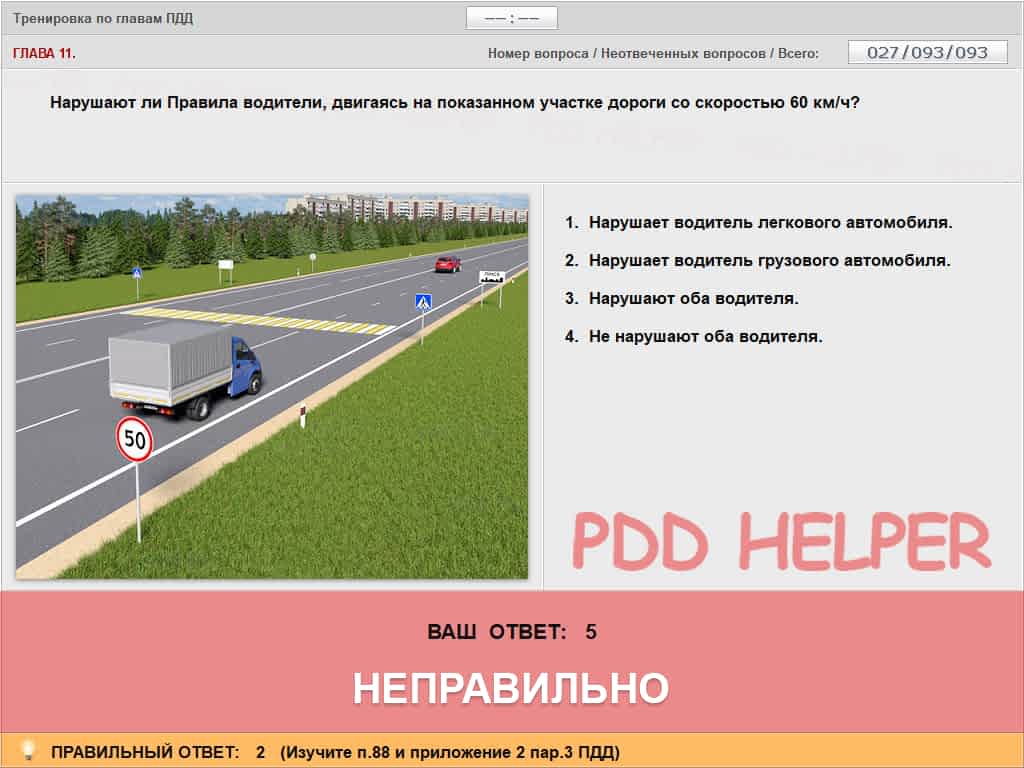 Тренировка по главам ПДД
−− : −−
ГЛАВА 11.
Номер вопроса / Неотвеченных вопросов / Всего:
027/093/093
Нарушают ли Правила водители, двигаясь на показанном участке дороги со скоростью 60 км/ч?
1. Нарушает водитель легкового автомобиля.
2. Нарушает водитель грузового автомобиля.
3. Нарушают оба водителя.
4. Не нарушают оба водителя.
50
PDD HELPER
ВАШ ОТВЕТ: 5
НЕПРАВИЛЬНО
ПРАВИЛЬНЫЙ ОТВЕТ: 2 (Изучите п.88 и приложение 2 пар.3 ПДД)